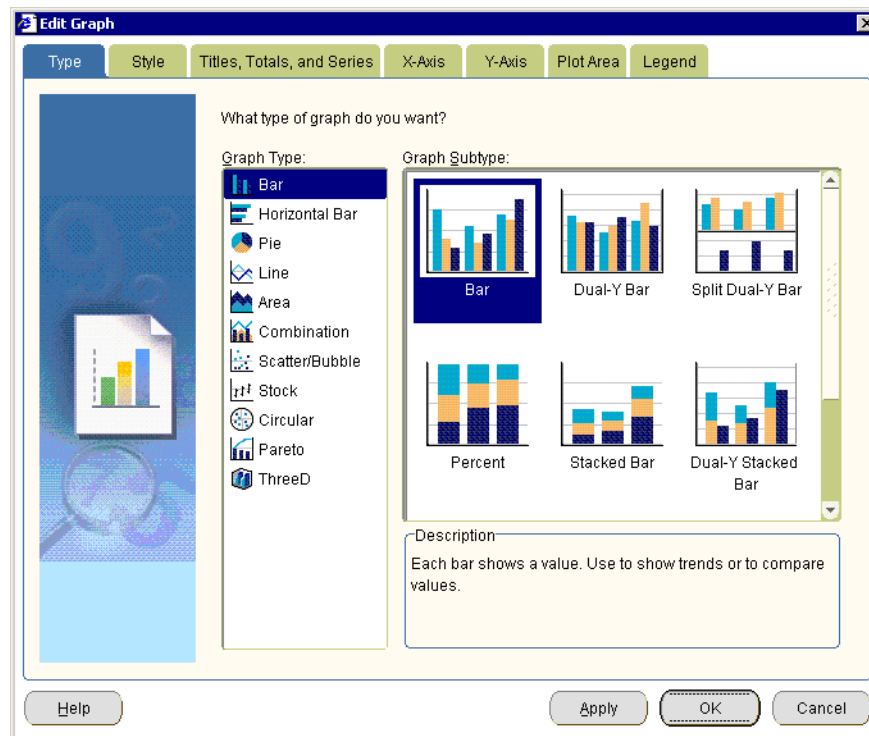 Edit Graph
Type Style Titles, Totals, and Series X-Axis Y-Axis Plot Area Legend
What type of graph do you want?
Graph Type: Graph Subtype:
Bar
Horizontal Bar
Pie
Line
Area
Combination
Scatter/Bubble
Stock
Circular
Pareto
ThreeD
Bar Dual-Y Bar Split Dual-Y Bar
Percent Stacked Bar Dual-Y Stacked
Bar
Description
Each bar shows a value. Use to show trends or to compare
values.
Help Apply OK Cancel